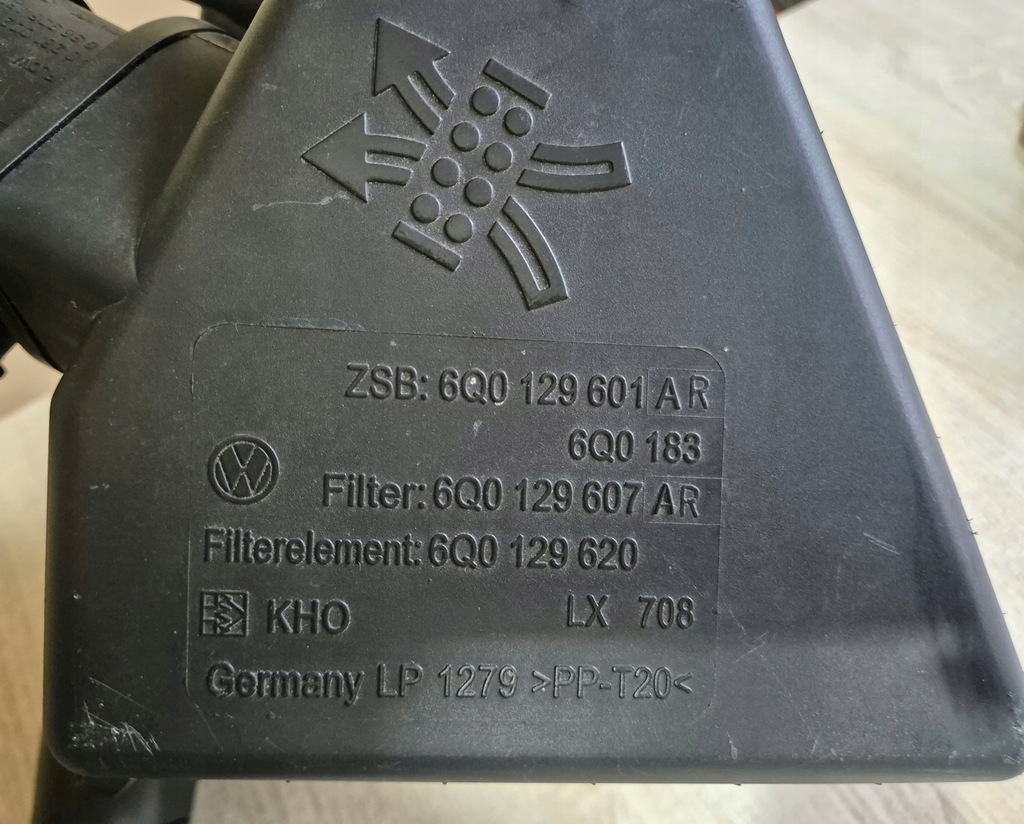 ZSB: 6Q0 129 601 AR
6Q0 183
Filter: 6Q0 129 607 AR
Filterelement: 6Q0 129 620
KHO LX 708
Germany LP 1279 >PP-T20<